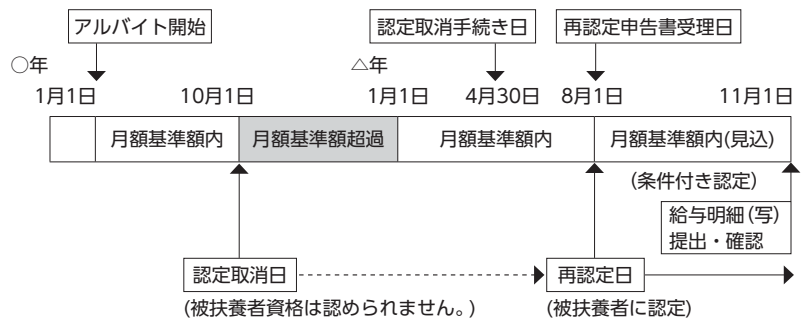 アルバイト開始
認定取消手続き日
再認定申告書受理日
○年
△年
1月1日
10月1日
1月1日
4月30日
8月1日
11月1日
月額基準額内
月額基準額超過
月額基準額内
月額基準額内(見込)
(条件付き認定)
給与明細(写)
提出・確認
認定取消日
再認定日
(被扶養者資格は認められません。)
(被扶養者に認定)